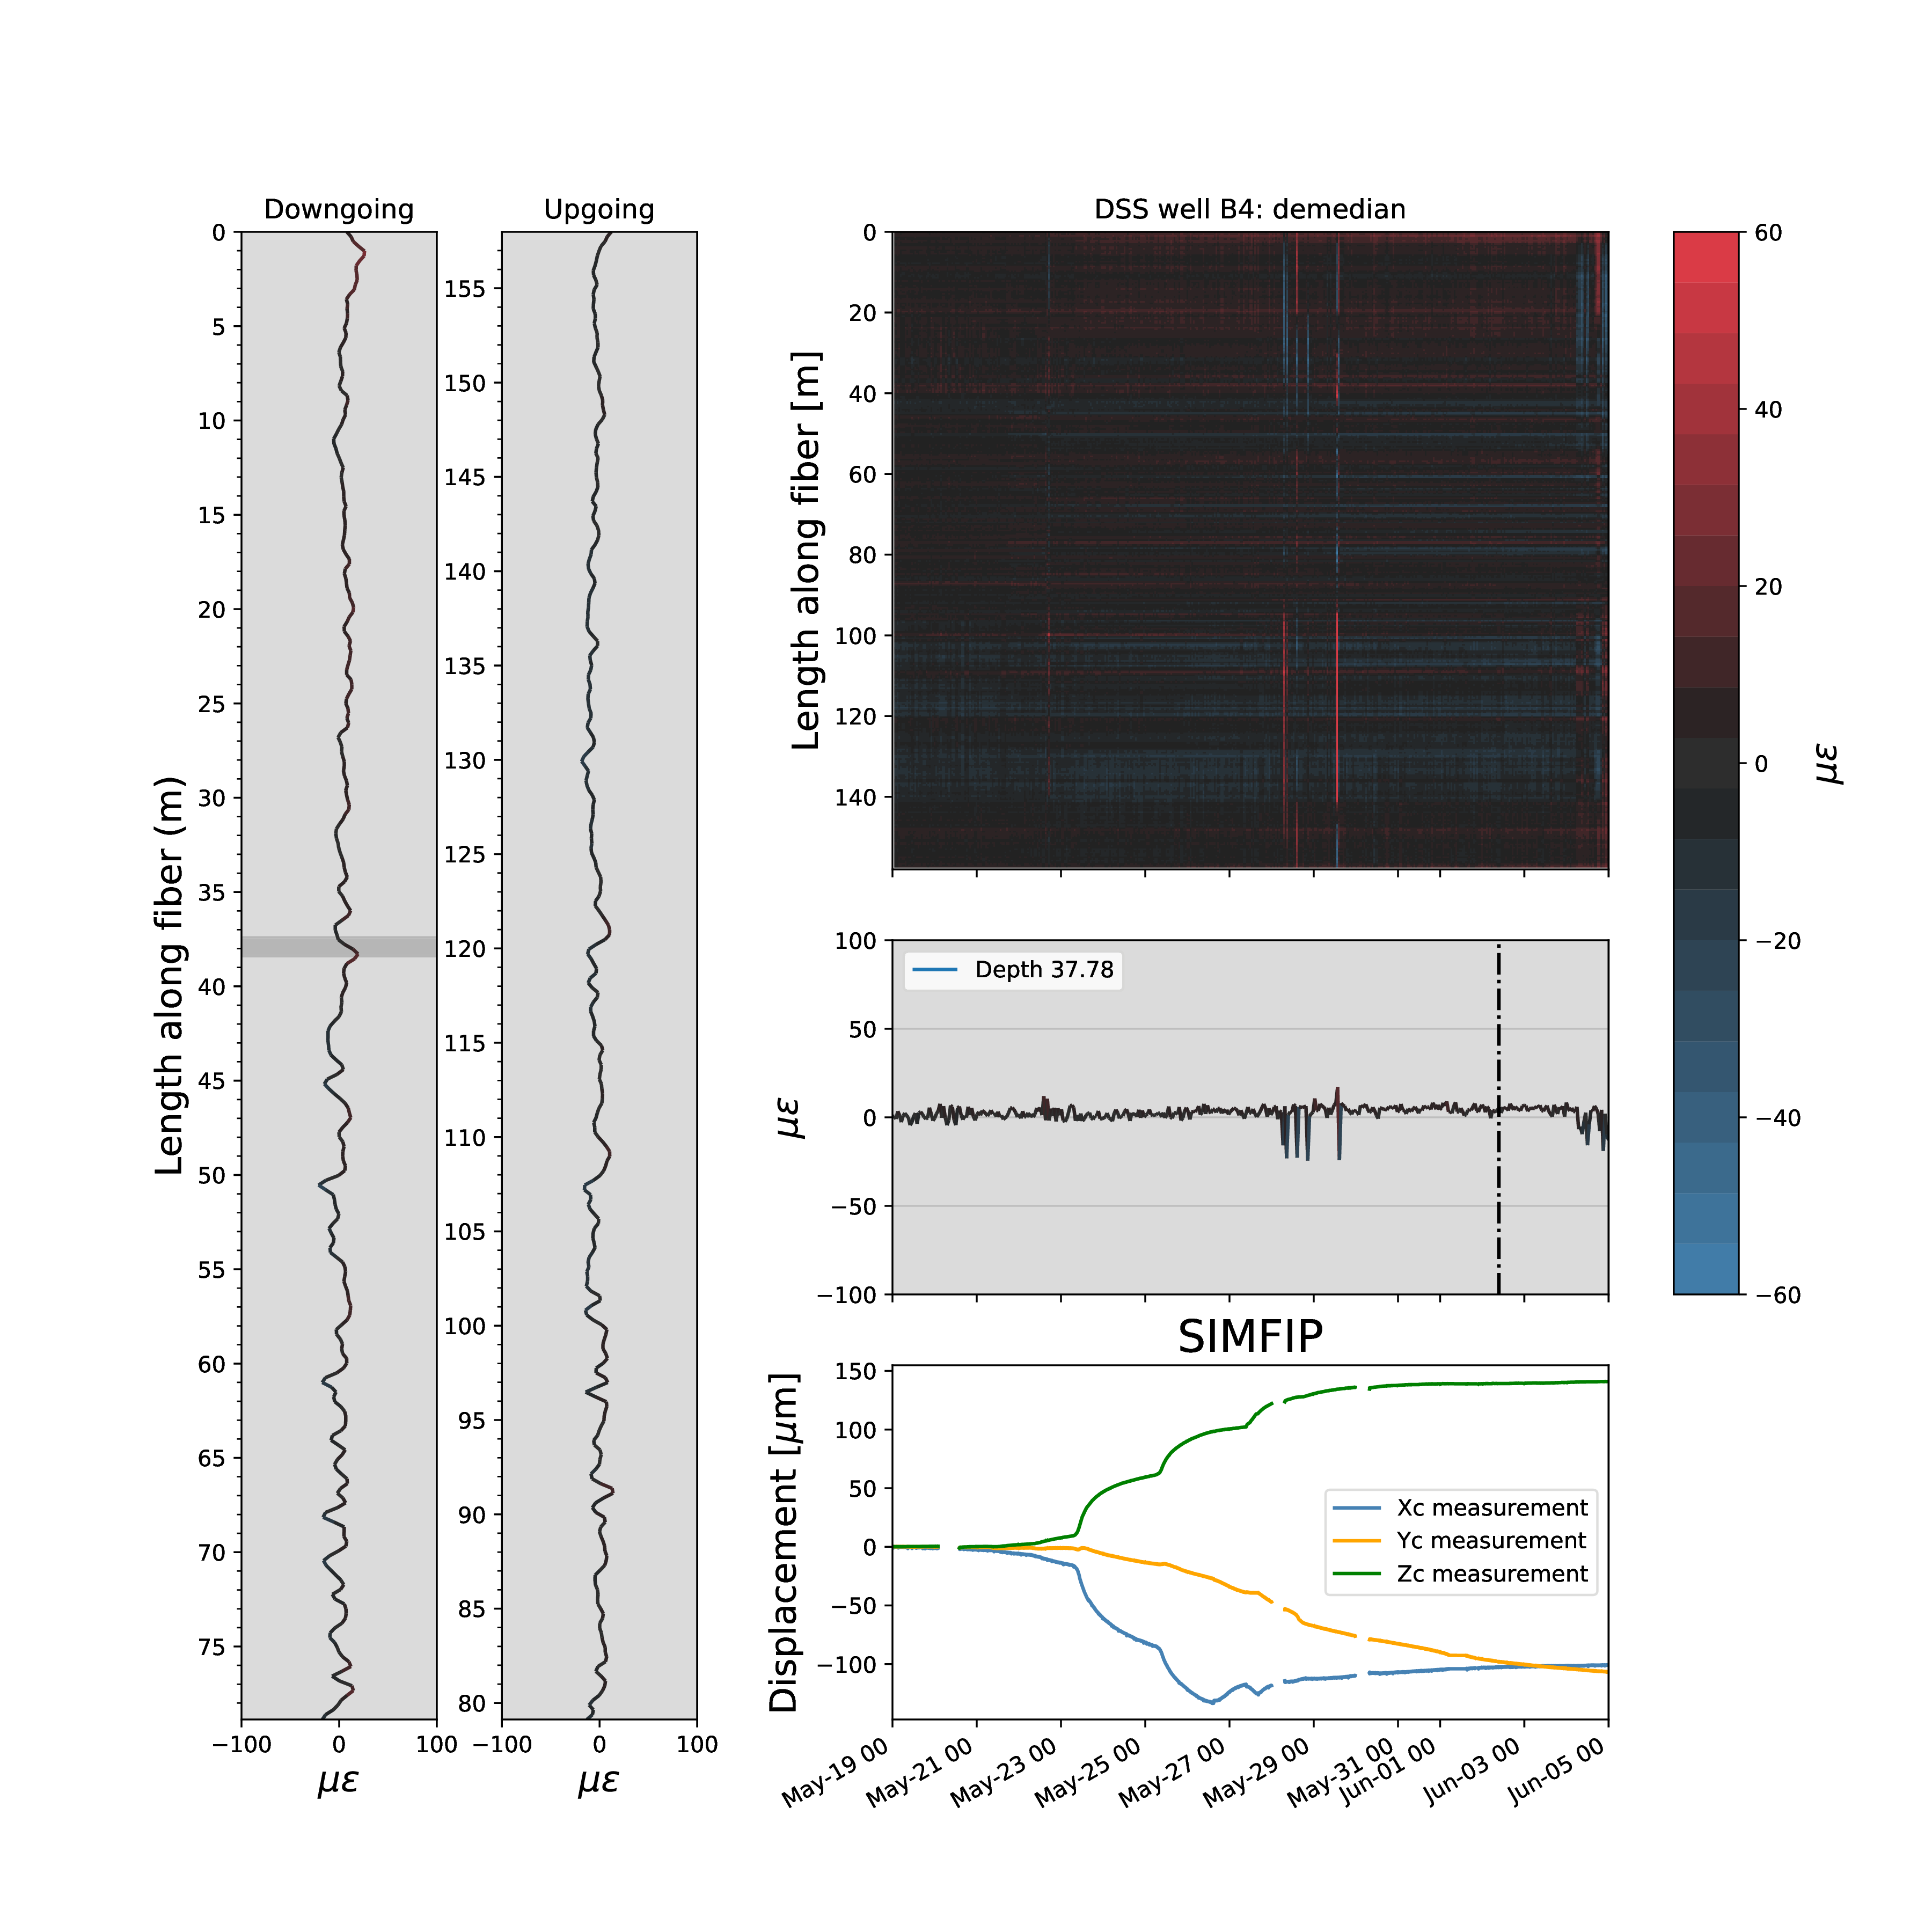 Downgoing
Upgoing
DSS well B4: demedian
Length along fiber (m)
0
5
10
15
20
25
30
35
40
45
50
55
60
65
70
75
−100
0
100
με
155
150
145
140
135
130
125
120
115
110
105
100
95
90
85
80
−100
0
100
με
Length along fiber [m]
0
20
40
60
80
100
120
140
60
40
20
0
−20
−40
−60
με
με
100
50
0
−50
−100
Depth 37.78
SIMFIP
Displacement [μm]
150
100
50
0
−50
−100
Xc measurement
Yc measurement
Zc measurement
May-19 00
May-21 00
May-23 00
May-25 00
May-27 00
May-29 00
May-31 00
Jun-01 00
Jun-03 00
Jun-05 00